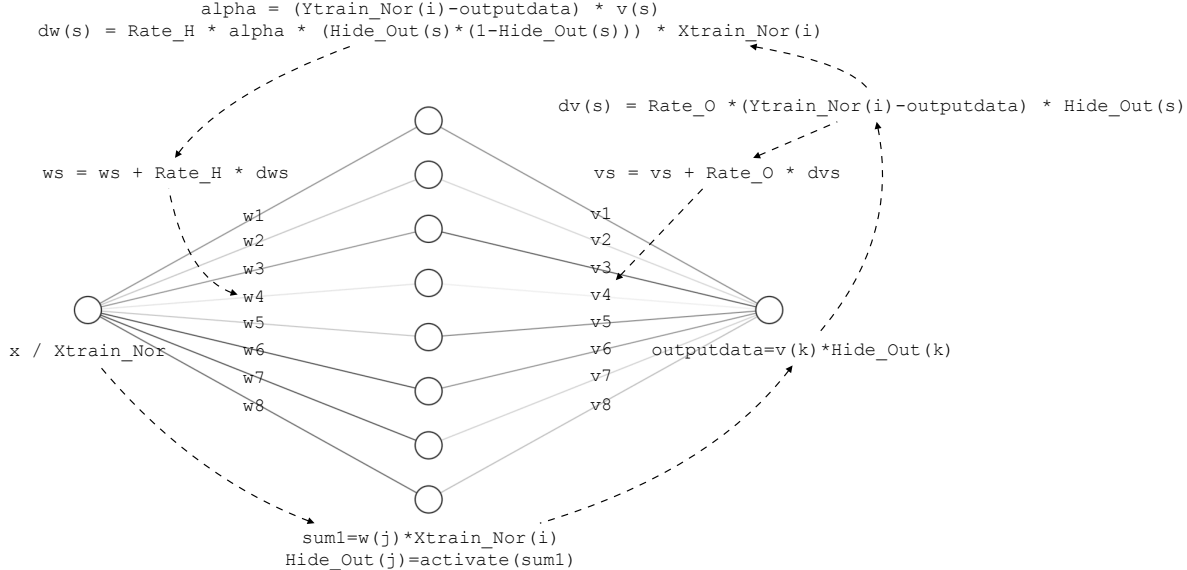 alpha = (Ytrain_Nor(i)-outputdata) * v(s)
dw(s) = Rate_H * alpha * (Hide_Out(s)*(1-Hide_Out(s))) * Xtrain_Nor(i)
dv(s) = Rate_O *(Ytrain_Nor(i)-outputdata) * Hide_Out(s)
ws = ws + Rate_H * dws
vs = vs + Rate_O * dvs
w1
w2
w3
w4
w5
w6
w7
w8
v1
v2
v3
v4
v5
v6
v7
v8
x / Xtrain_Nor
outputdata=v(k)*Hide_Out(k)
sum1=w(j)*Xtrain_Nor(i)
Hide_Out(j)=activate(sum1)